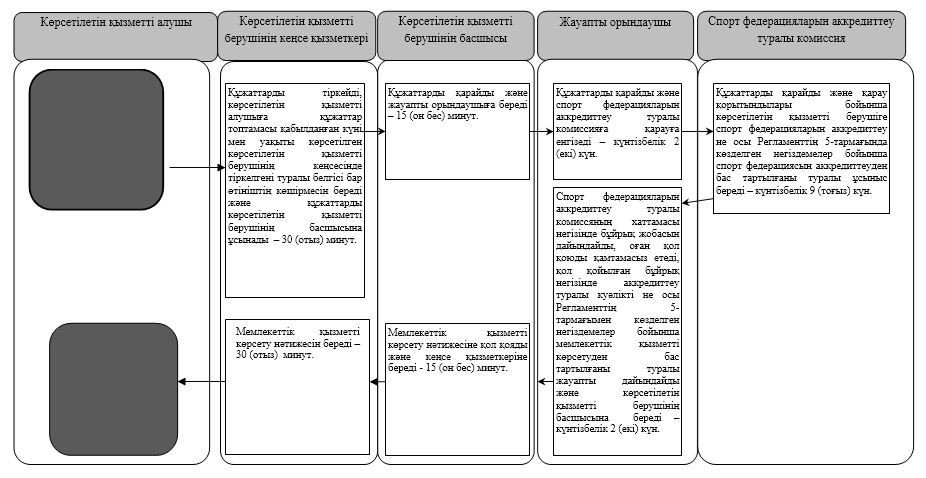 Көрсетілетін қызметті алушы
Көрсетілетін қызметті
берушінің кеңсе қызметкері
Көрсетілетін қызметті
берушінің басшысы
Жауапты орындаушы
Спорт федерацияларын аккредиттеу
туралы комиссия
Құжаттарды тіркейді,
көрсетілетін қызметті
алушыға құжаттар
топтамасы қабылданған күні
мен уақыты көрсетілген
көрсетілетін қызметті
берушінің кеңсесінде
тіркелгені туралы белгісі бар
өтініштің көшірмесін береді
және құжаттарды
көрсетілетін қызметті
берушінің басшысына
ұсынады – 30 (отыз) минут.
Құжаттарды қарайды және
жауапты орындаушыға береді
– 15 (он бес) минут.
Құжаттарды қарайды және
спорт федерацияларын
аккредиттеу туралы
комиссияға қарауға
енгізеді – күнтізбелік 2
(екі) күн.
Құжаттарды қарайды және қарау
қорытындылары бойынша
көрсетілетін қызметті берушіге
спорт федерацияларын аккредиттеу
не осы Регламенттің 5-тармағында
көзделген негіздемелер бойынша
спорт федерациясын аккредиттеуден
бас тартылғаны туралы ұсыныс
береді – күнтізбелік 9 (тоғыз) күн.
Спорт федерацияларын
аккредиттеу туралы
комиссяның хаттамасы
негізінде бұйрық жобасын
дайындайды, оған қол
қоюды қамтамасыз етеді,
қол қойылған бұйрық
негізінде аккредиттеу
туралы куәлікті не осы
Регламенттің 5-
тармағымен көзделген
негіздемелер бойынша
мемлекеттік қызметті
көрсетуден бас
тартылғаны туралы
жауапты дайындайды
және көрсетілетін
қызметті берушінің
басшысына береді –
күнтізбелік 2 (екі) күн.
Мемлекеттік қызметті
көрсету нәтижесіне қол қояды
және кеңсе қызметкеріне
береді - 15 (он бес) минут.
Мемлекеттік қызметті
көрсету нәтижесін береді –
30 (отыз) минут.